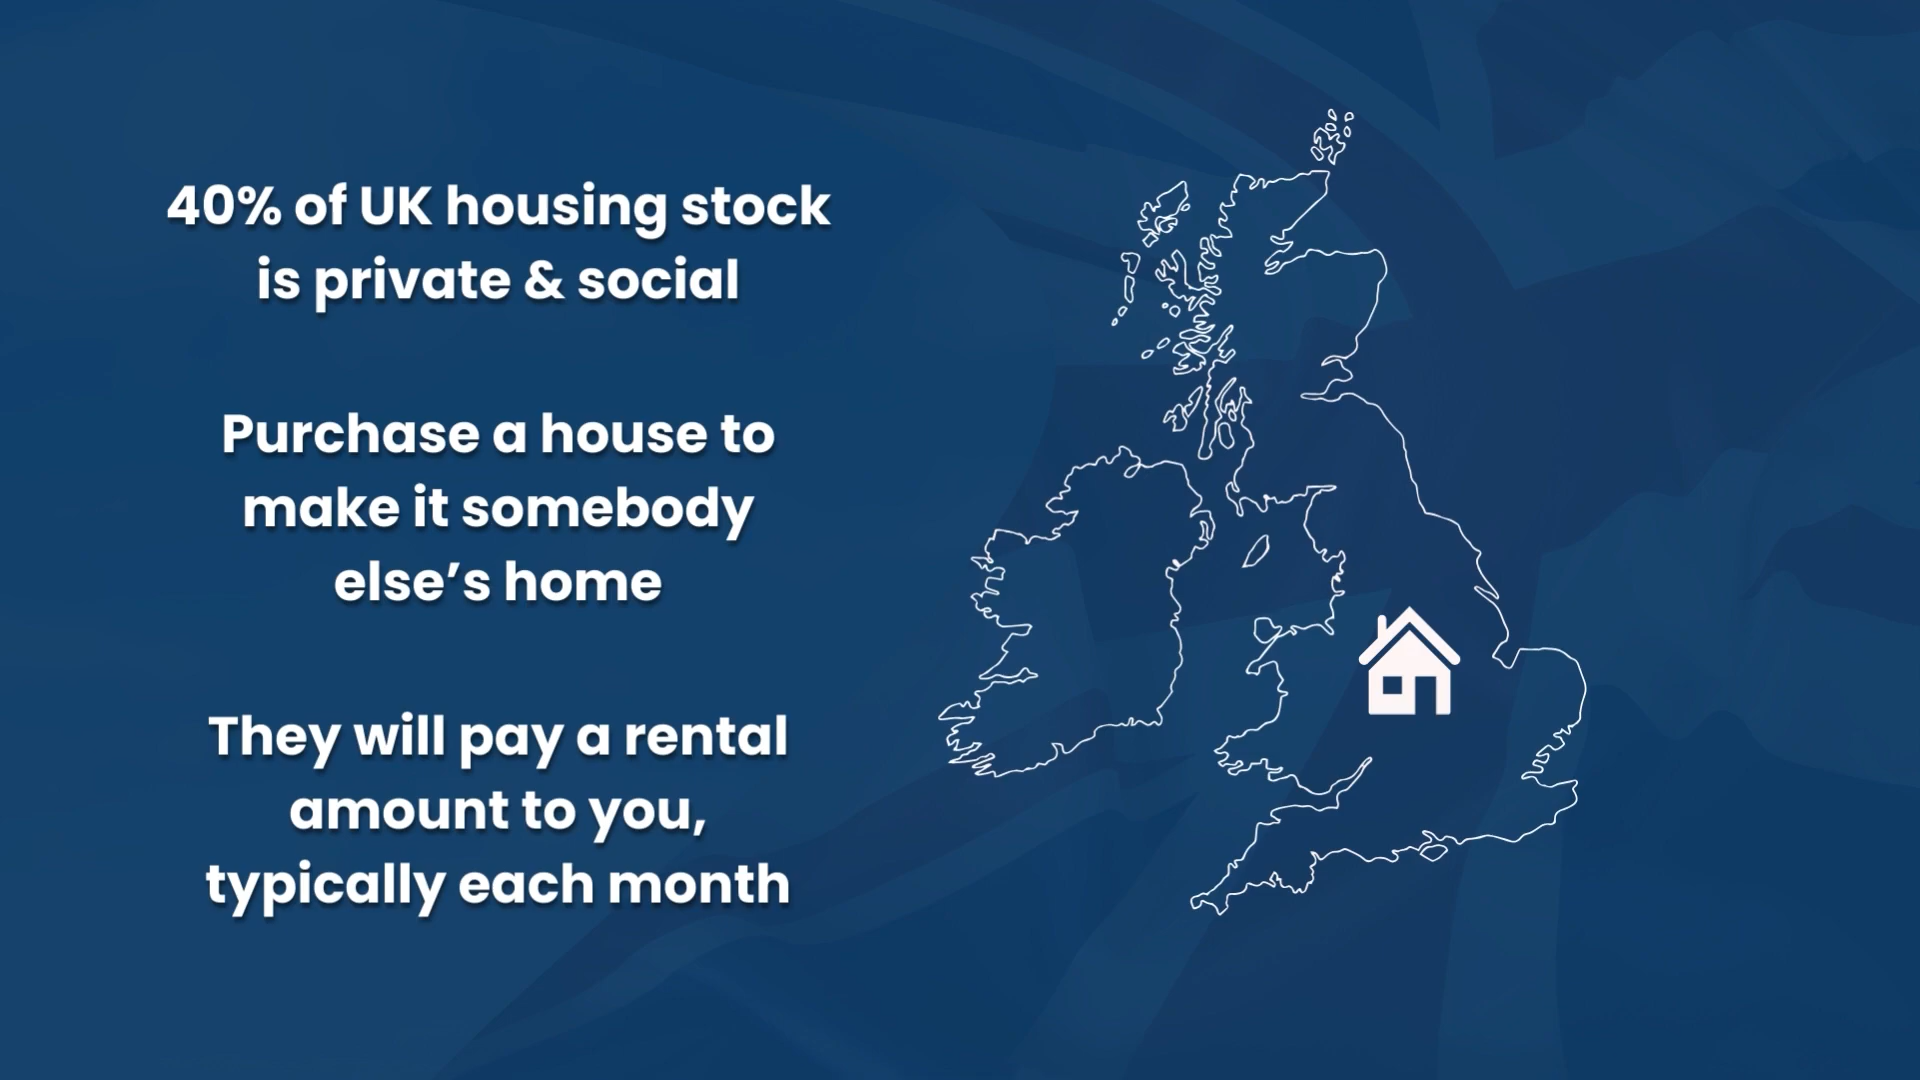 40% of UK housing stock
is private & social
Purchase a house to
make it somebody
else’s home
They will pay a rental
amount to you,
typically each month